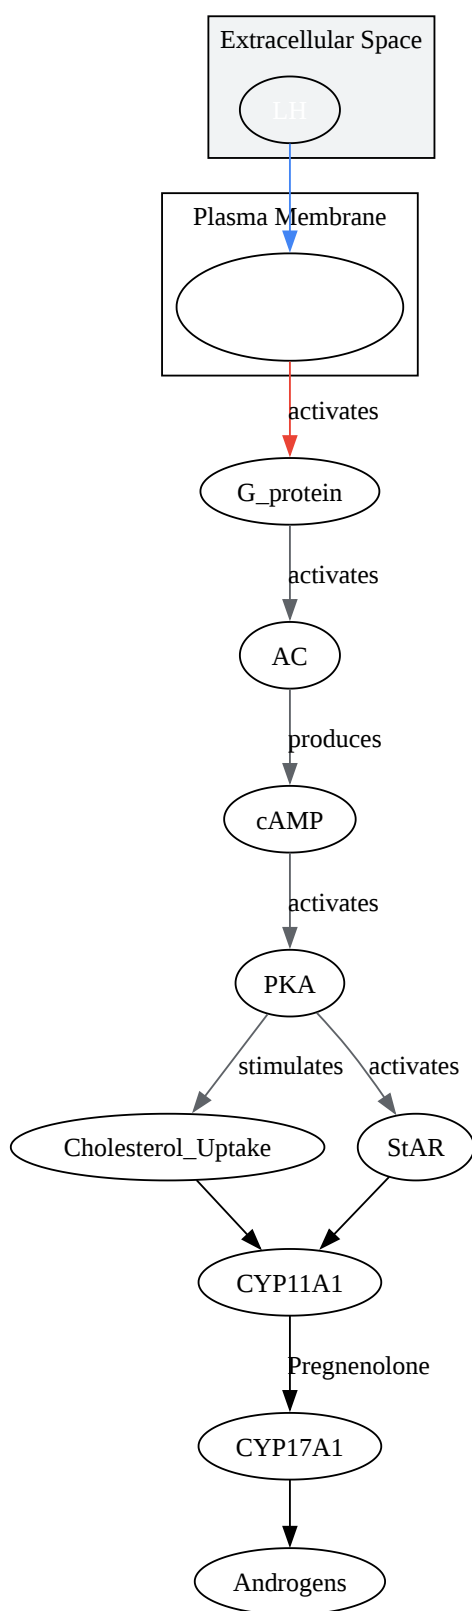 Extracellular Space
LH
Plasma Membrane
activates
G_protein
activates
AC
produces
cAMP
activates
PKA
stimulates
activates
Cholesterol_Uptake
StAR
CYP11A1
Pregnenolone
CYP17A1
Androgens